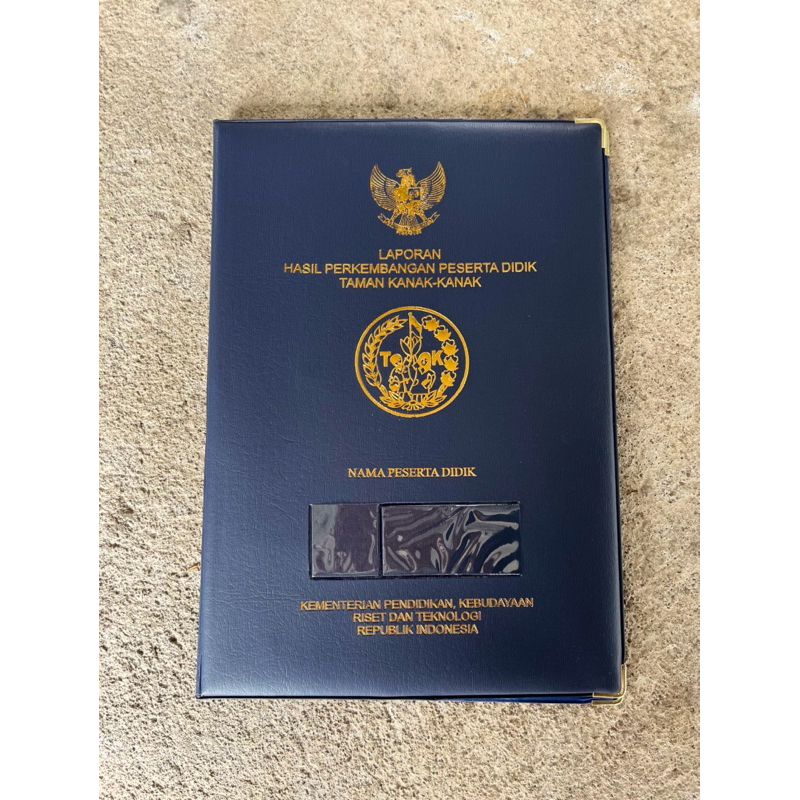 LAPORAN
HASIL PERKEMBANGAN PESERTA DIDIK
TAMAN KANAK-KANAK
NAMA PESERTA DIDIK
KEMENTERIAN PENDIDIKAN, KEBUDAYAAN
RISET DAN TEKNOLOGI
REPUBLIK INDONESIA